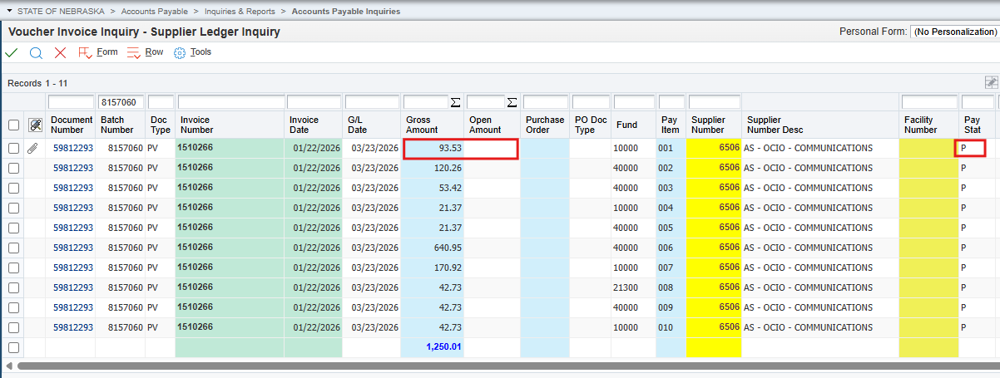 STATE OF NEBRASKA > Accounts Payable > Inquiries & Reports > Accounts Payable Inquiries
Voucher Invoice Inquiry - Supplier Ledger Inquiry Personal Form: (No Personalization)
Form Row Tools
Records 1 - 11
8157060
Document Number Batch Number Doc Type Invoice Number Invoice Date G/L Date Gross Amount Open Amount Purchase Order PO Doc Type Fund Pay Item Supplier Number Supplier Number Desc Facility Number Pay Stat
59812293 8157060 PV 1510266 01/22/2026 03/23/2026 93.53 10000 001 6506 AS - OCIO - COMMUNICATIONS P
59812293 8157060 PV 1510266 01/22/2026 03/23/2026 120.26 40000 002 6506 AS - OCIO - COMMUNICATIONS P
59812293 8157060 PV 1510266 01/22/2026 03/23/2026 53.42 40000 003 6506 AS - OCIO - COMMUNICATIONS P
59812293 8157060 PV 1510266 01/22/2026 03/23/2026 21.37 10000 004 6506 AS - OCIO - COMMUNICATIONS P
59812293 8157060 PV 1510266 01/22/2026 03/23/2026 21.37 40000 005 6506 AS - OCIO - COMMUNICATIONS P
59812293 8157060 PV 1510266 01/22/2026 03/23/2026 640.95 40000 006 6506 AS - OCIO - COMMUNICATIONS P
59812293 8157060 PV 1510266 01/22/2026 03/23/2026 170.92 10000 007 6506 AS - OCIO - COMMUNICATIONS P
59812293 8157060 PV 1510266 01/22/2026 03/23/2026 42.73 21300 008 6506 AS - OCIO - COMMUNICATIONS P
59812293 8157060 PV 1510266 01/22/2026 03/23/2026 42.73 40000 009 6506 AS - OCIO - COMMUNICATIONS P
59812293 8157060 PV 1510266 01/22/2026 03/23/2026 42.73 10000 010 6506 AS - OCIO - COMMUNICATIONS P
1,250.01